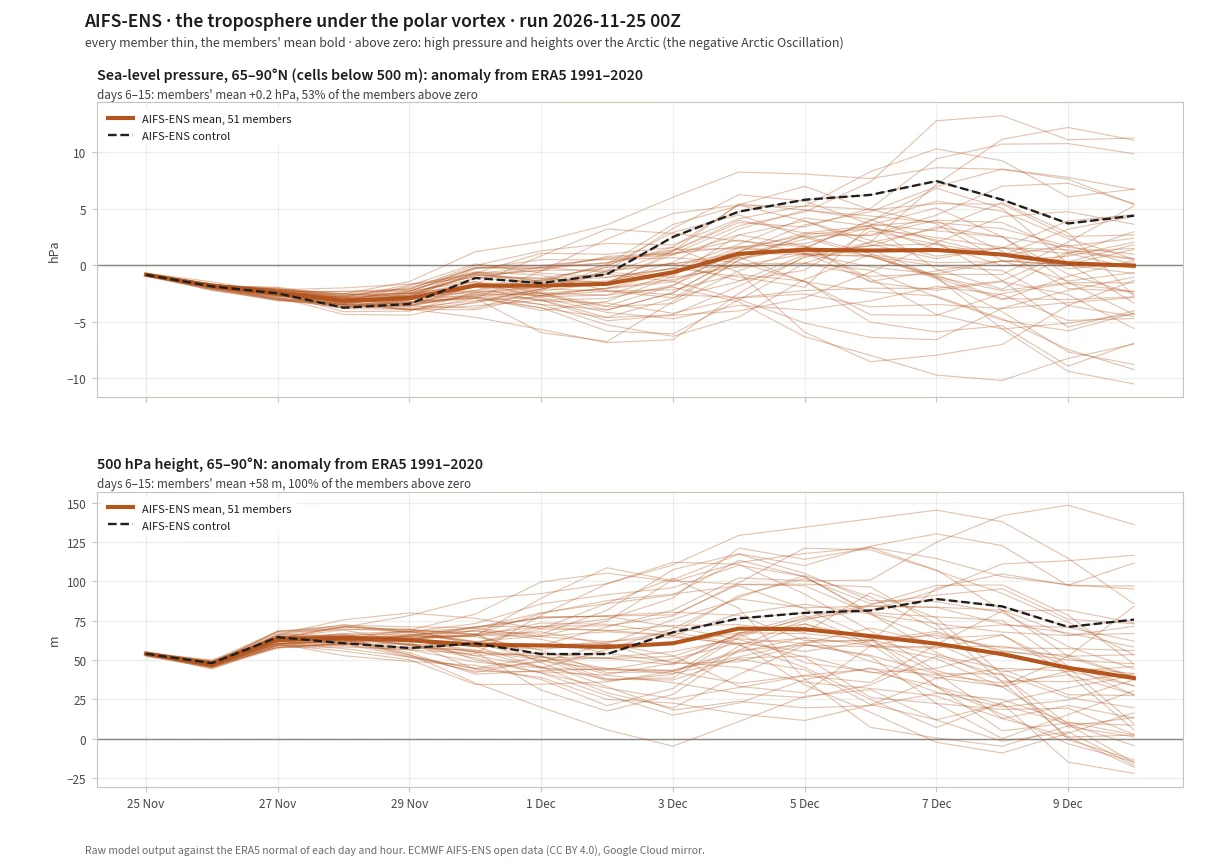 AIFS-ENS · the troposphere under the polar vortex · run 2026-11-25 00Z
every member thin, the members' mean bold · above zero: high pressure and heights over the Arctic (the negative Arctic Oscillation)
Sea-level pressure, 65–90°N (cells below 500 m): anomaly from ERA5 1991–2020
days 6–15: members' mean +0.2 hPa, 53% of the members above zero
AIFS-ENS mean, 51 members
AIFS-ENS control
10
5
0
−5
−10
hPa
500 hPa height, 65–90°N: anomaly from ERA5 1991–2020
days 6–15: members' mean +58 m, 100% of the members above zero
AIFS-ENS mean, 51 members
AIFS-ENS control
150
125
100
75
50
25
0
−25
m
25 Nov 27 Nov 29 Nov 1 Dec 3 Dec 5 Dec 7 Dec 9 Dec
Raw model output against the ERA5 normal of each day and hour. ECMWF AIFS-ENS open data (CC BY 4.0), Google Cloud mirror.